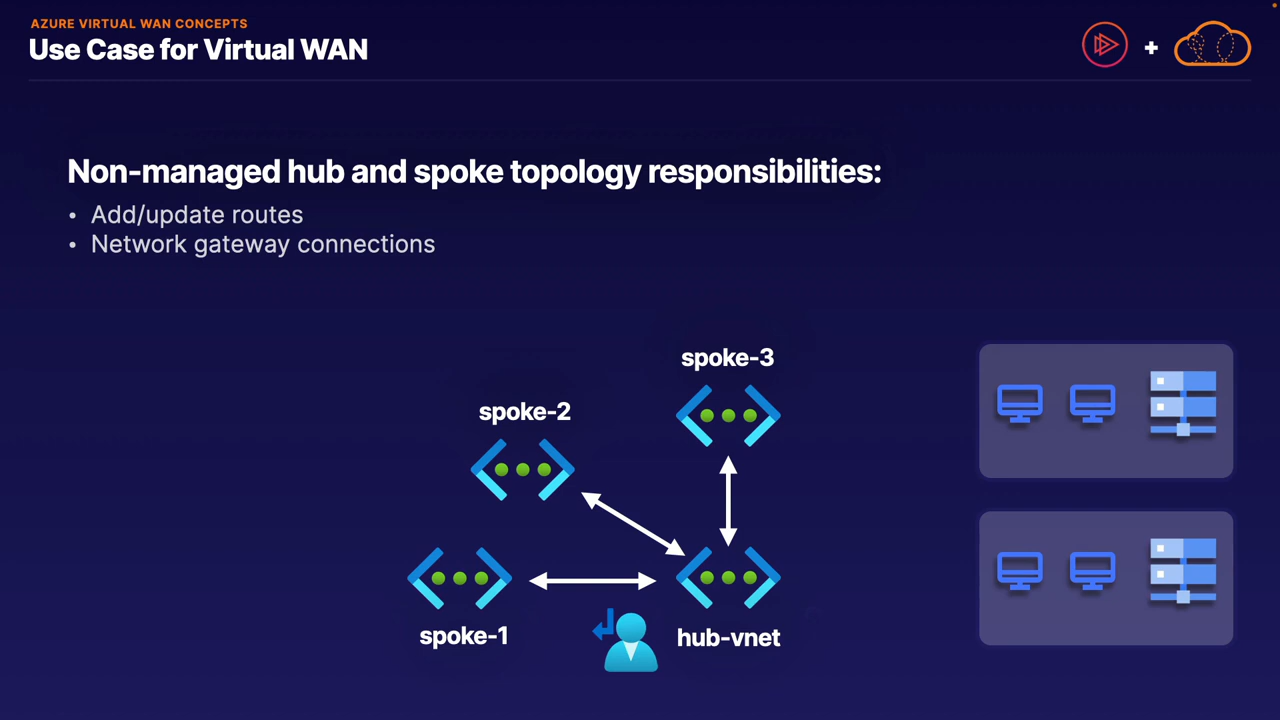 AZURE VIRTUAL WAN CONCEPTS
Use Case for Virtual WAN
+
Non-managed hub and spoke topology responsibilities:
• Add/update routes
• Network gateway connections
spoke-3
spoke-2
spoke-1
hub-vnet